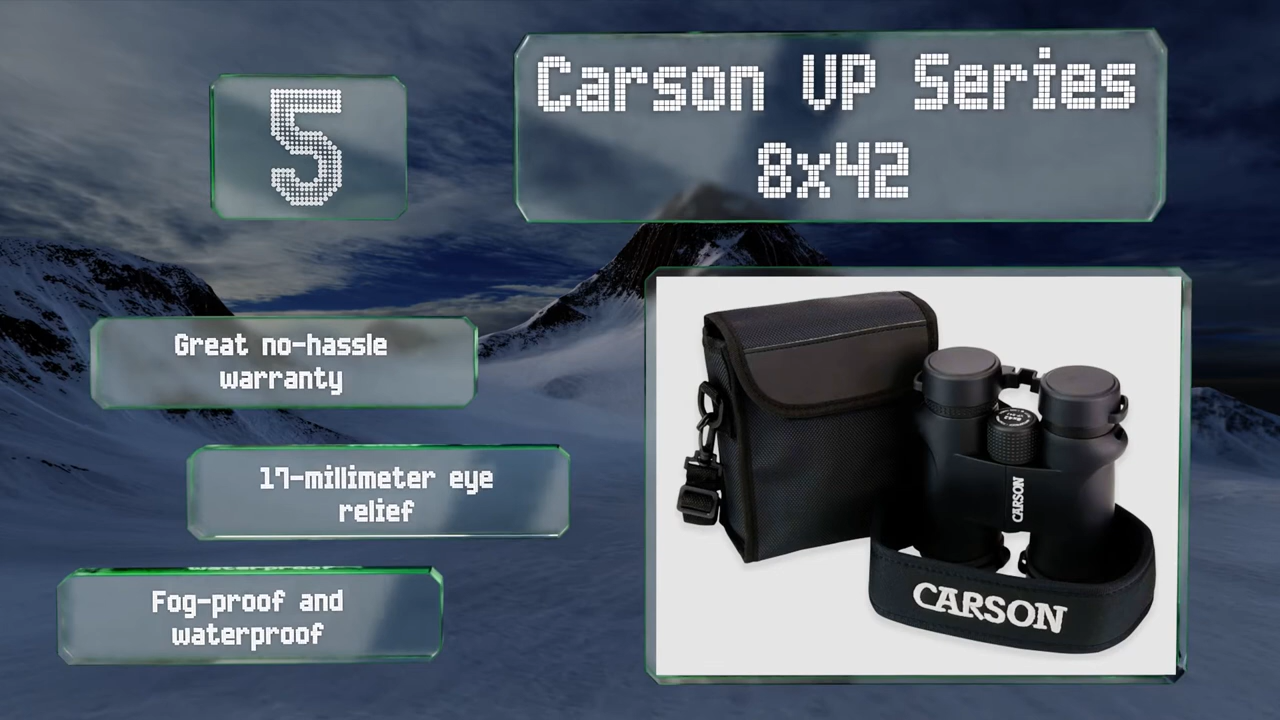 5
Carson VP Series
8x42
Great no-hassle
warranty
17-millimeter eye
relief
waterproof
Fog-proof and
waterproof
CARSON
CARSON